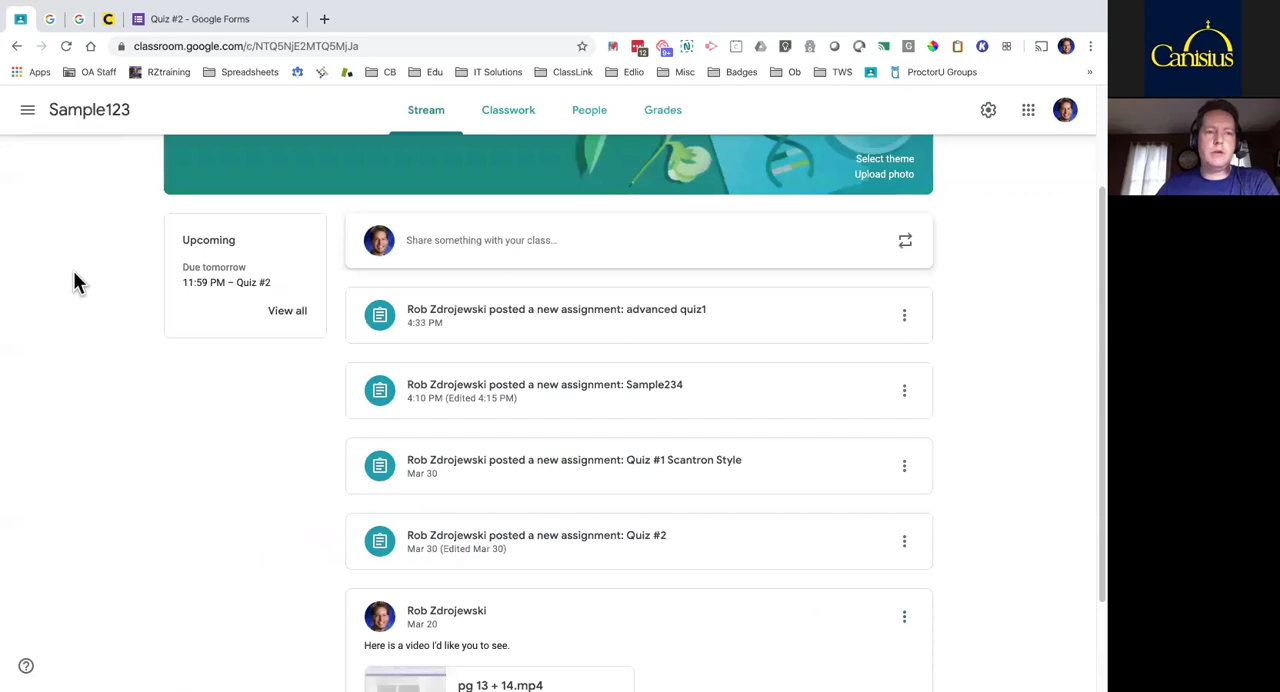 Quiz #2 - Google Forms
classroom.google.com/c/NTQ5NjE2MTQ5MjJa
12
9+
Apps OA Staff RZtraining Spreadsheets CB Edu IT Solutions ClassLink Edlio Misc Badges Ob TWS ProctorU Groups »
Canisius
Sample123
Stream Classwork People Grades
Select theme
Upload photo
Upcoming
Due tomorrow
11:59 PM – Quiz #2
View all
Share something with your class…
Rob Zdrojewski posted a new assignment: advanced quiz1
4:33 PM
Rob Zdrojewski posted a new assignment: Sample234
4:10 PM (Edited 4:15 PM)
Rob Zdrojewski posted a new assignment: Quiz #1 Scantron Style
Mar 30
Rob Zdrojewski posted a new assignment: Quiz #2
Mar 30 (Edited Mar 30)
Rob Zdrojewski
Mar 20
Here is a video I'd like you to see.
pg 13 + 14.mp4